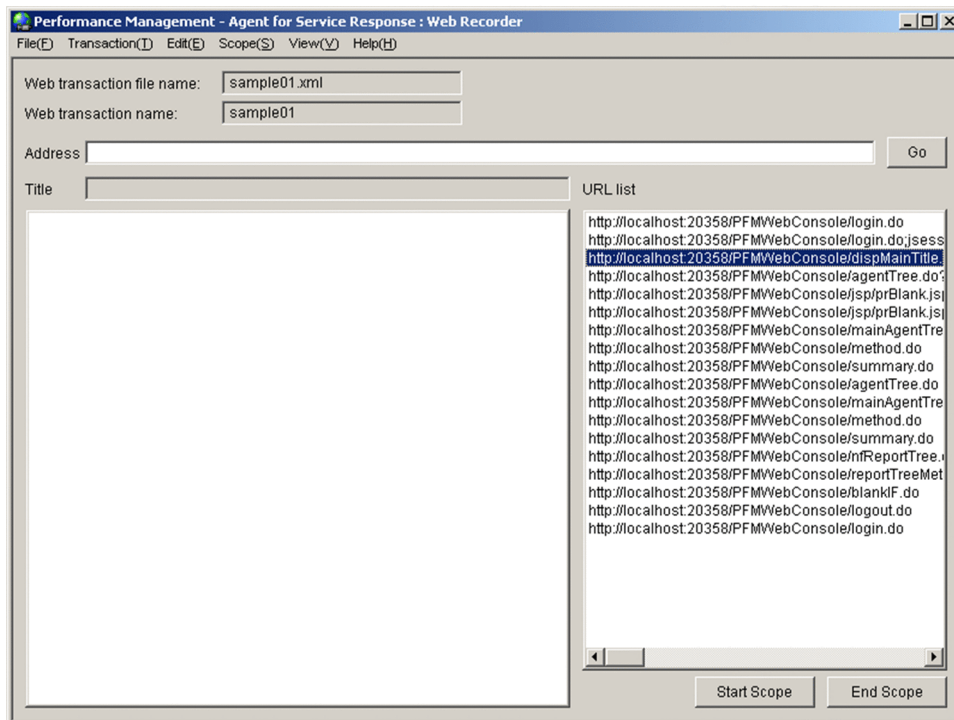 Performance Management - Agent for Service Response : Web Recorder
File(F) Transaction(T) Edit(E) Scope(S) View(V) Help(H)
Web transaction file name: sample01.xml
Web transaction name: sample01
Address Go
Title URL list
http://localhost:20358/PFMWebConsole/login.do
http://localhost:20358/PFMWebConsole/login.do;jsess
http://localhost:20358/PFMWebConsole/dispMainTitle.
http://localhost:20358/PFMWebConsole/agentTree.do?
http://localhost:20358/PFMWebConsole/jsp/prBlank.jsp
http://localhost:20358/PFMWebConsole/jsp/prBlank.jsp
http://localhost:20358/PFMWebConsole/mainAgentTre
http://localhost:20358/PFMWebConsole/method.do
http://localhost:20358/PFMWebConsole/summary.do
http://localhost:20358/PFMWebConsole/agentTree.do
http://localhost:20358/PFMWebConsole/mainAgentTre
http://localhost:20358/PFMWebConsole/method.do
http://localhost:20358/PFMWebConsole/summary.do
http://localhost:20358/PFMWebConsole/nfReportTree.
http://localhost:20358/PFMWebConsole/reportTreeMet
http://localhost:20358/PFMWebConsole/blankIF.do
http://localhost:20358/PFMWebConsole/logout.do
http://localhost:20358/PFMWebConsole/login.do
Start Scope End Scope